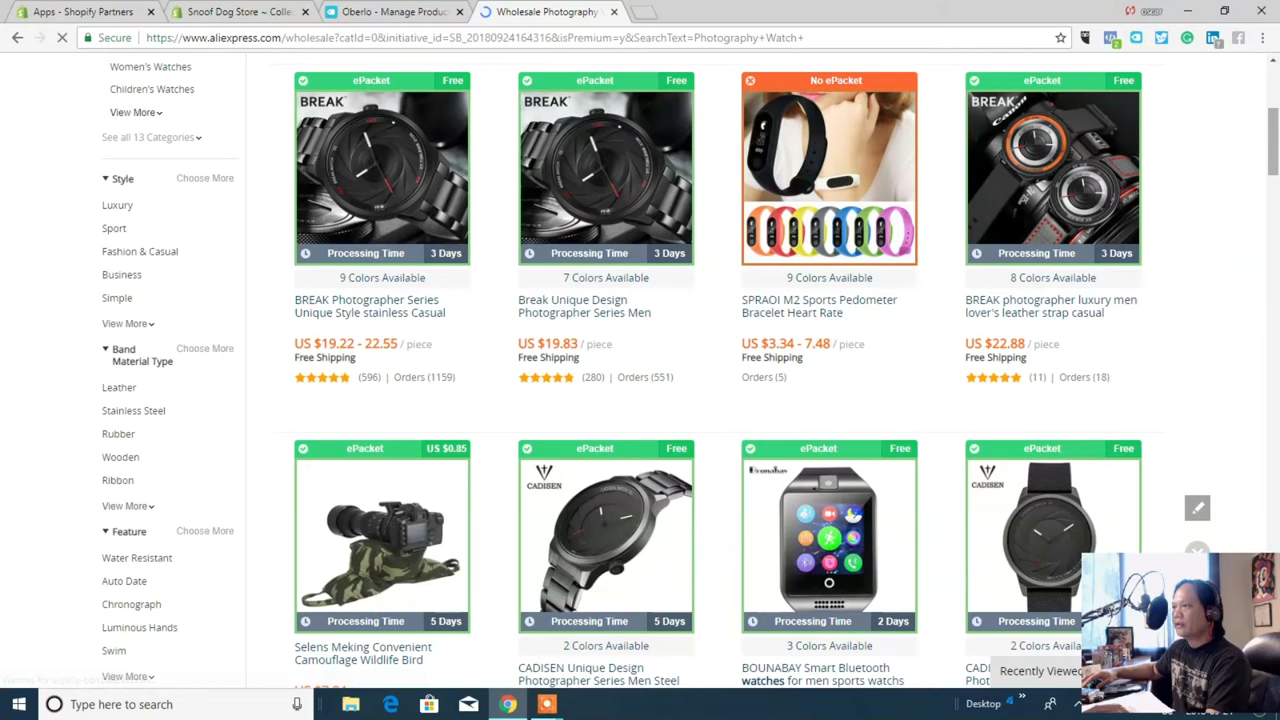 Apps - Shopify Partners
Snoof Dog Store ~ Colle
Oberlo - Manage Produc
Wholesale Photography
oscar
Secure
https://www.aliexpress.com/wholesale?catId=0&initiative_id=SB_20180924164316&isPremium=y&SearchText=Photography+Watch+
2
Women's Watches
Children's Watches
View More
See all 13 Categories
Style
Choose More
Luxury
Sport
Fashion & Casual
Business
Simple
View More
Band
Material Type
Choose More
Leather
Stainless Steel
Rubber
Wooden
Ribbon
View More
Feature
Choose More
Water Resistant
Auto Date
Chronograph
Luminous Hands
Swim
View More
ePacket Free
BREAK
Processing Time 3 Days
9 Colors Available
BREAK Photographer Series
Unique Style stainless Casual
US $19.22 - 22.55 / piece
Free Shipping
(596) | Orders (1159)
ePacket Free
BREAK
Processing Time 3 Days
7 Colors Available
Break Unique Design
Photographer Series Men
US $19.83 / piece
Free Shipping
(280) | Orders (551)
No ePacket
9 Colors Available
SPRAOI M2 Sports Pedometer
Bracelet Heart Rate
US $3.34 - 7.48 / piece
Free Shipping
Orders (5)
ePacket Free
BREAK
Canon
Processing Time 3 Days
8 Colors Available
BREAK photographer luxury men
lover's leather strap casual
US $22.88 / piece
Free Shipping
(11) | Orders (18)
ePacket US $0.85
Processing Time 5 Days
Selens Meking Convenient
Camouflage Wildlife Bird
ePacket Free
CADISEN
Processing Time 5 Days
2 Colors Available
CADISEN Unique Design
Photographer Series Men Steel
ePacket Free
Bounabay
Processing Time 2 Days
3 Colors Available
BOUNABAY Smart Bluetooth
watches for men sports watchs
ePacket Free
CADISEN
Processing Time
2 Colors
Recently Viewed
Type here to search
Desktop